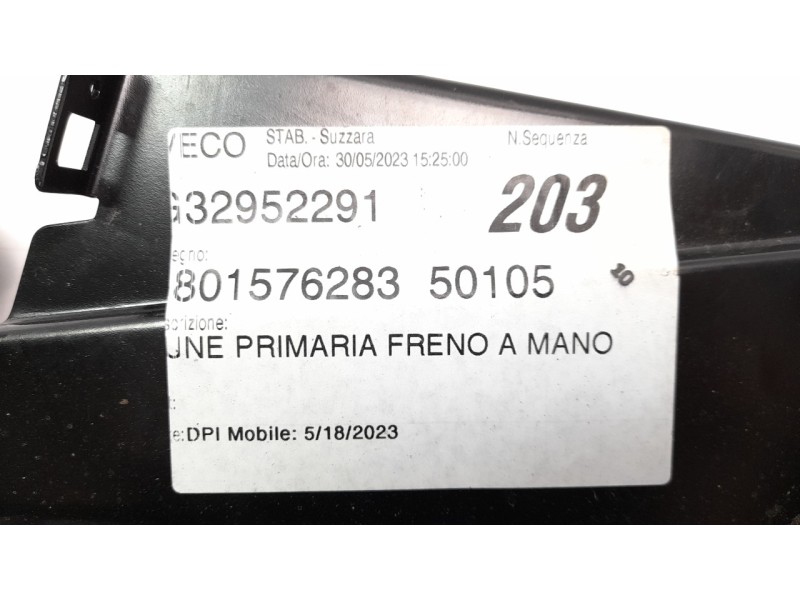 VECO STAB. - Suzzara N. Sequenza
Data/Ora: 30/05/2023 15:25:00
G32952291 203
egno:
801576283 50105 10
scrizione:
UNE PRIMARIA FRENO A MANO
e:DPI Mobile: 5/18/2023